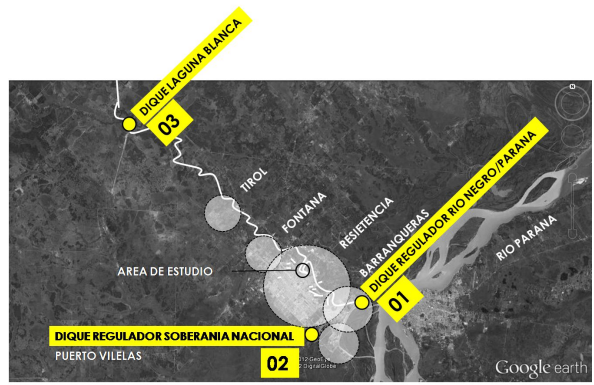 DIQUE LAGUNA BLANCA
03
TIROL
FONTANA
RESIETENCIA
BARRANQUERAS
DIQUE REGULADOR RIO NEGRO/PARANA
01
RIO PARANA
AREA DE ESTUDIO
DIQUE REGULADOR SOBERANIA NACIONAL
PUERTO VILELAS
02
DigitalGlobe
Google earth